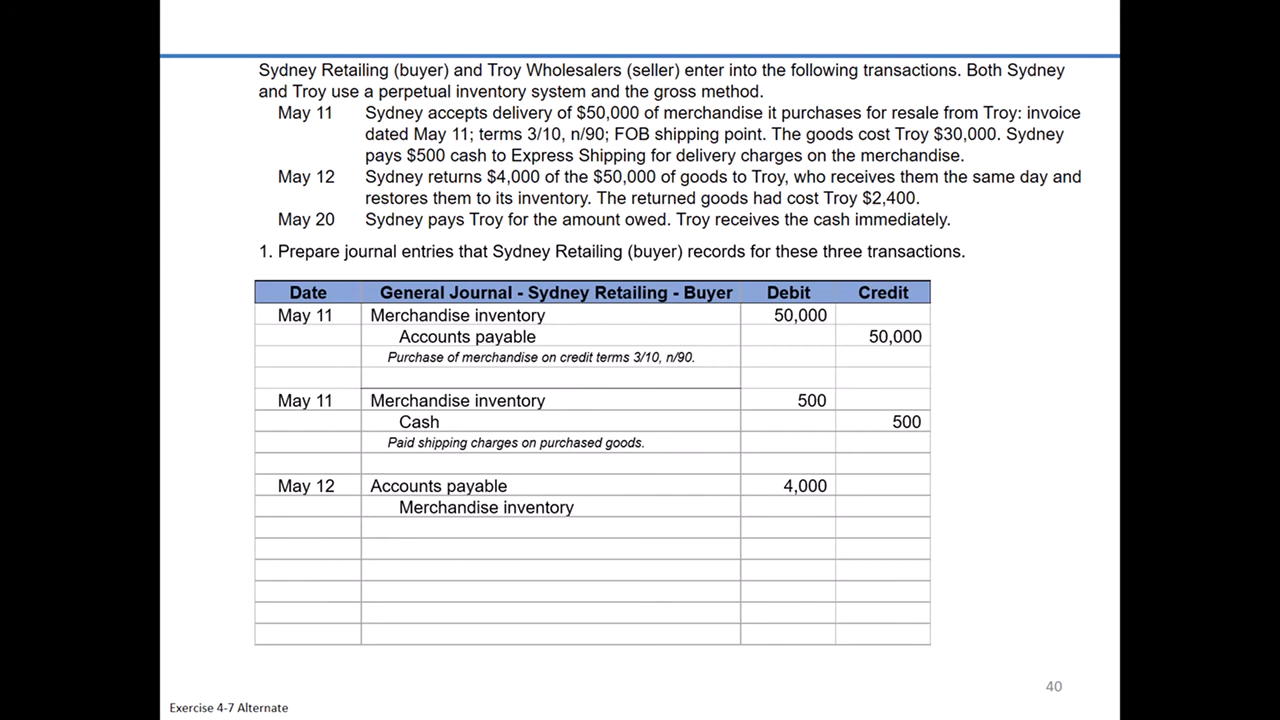 Sydney Retailing (buyer) and Troy Wholesalers (seller) enter into the following transactions. Both Sydney
and Troy use a perpetual inventory system and the gross method.
May 11 Sydney accepts delivery of $50,000 of merchandise it purchases for resale from Troy: invoice
dated May 11; terms 3/10, n/90; FOB shipping point. The goods cost Troy $30,000. Sydney
pays $500 cash to Express Shipping for delivery charges on the merchandise.
May 12 Sydney returns $4,000 of the $50,000 of goods to Troy, who receives them the same day and
restores them to its inventory. The returned goods had cost Troy $2,400.
May 20 Sydney pays Troy for the amount owed. Troy receives the cash immediately.
1. Prepare journal entries that Sydney Retailing (buyer) records for these three transactions.
Date General Journal - Sydney Retailing - Buyer Debit Credit
May 11 Merchandise inventory 50,000
Accounts payable 50,000
Purchase of merchandise on credit terms 3/10, n/90.
May 11 Merchandise inventory 500
Cash 500
Paid shipping charges on purchased goods.
May 12 Accounts payable 4,000
Merchandise inventory
40
Exercise 4-7 Alternate